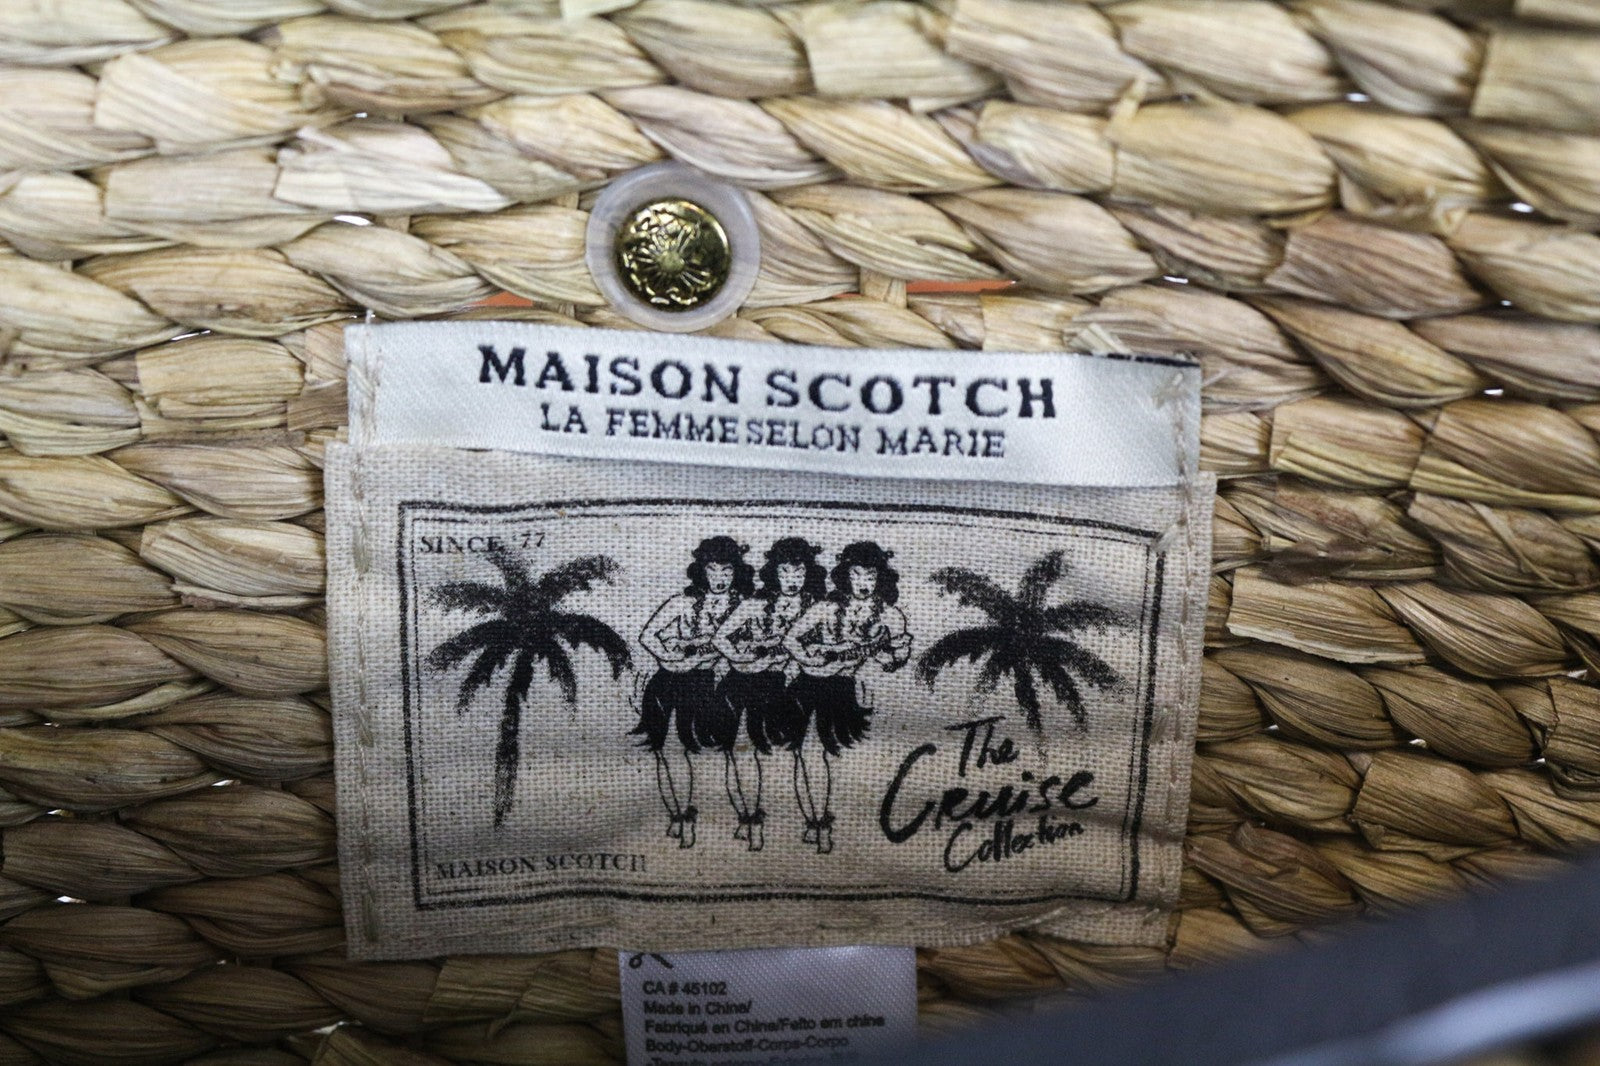 MAISON SCOTCH
LA FEMME SELON MARIE
SINCE '77
The
Cruise
Collection
MAISON SCOTCH
CA # 45102
Made in China/
Fabriqué en China/Feito em china
Body-Oberstoff-Corps-Corpo